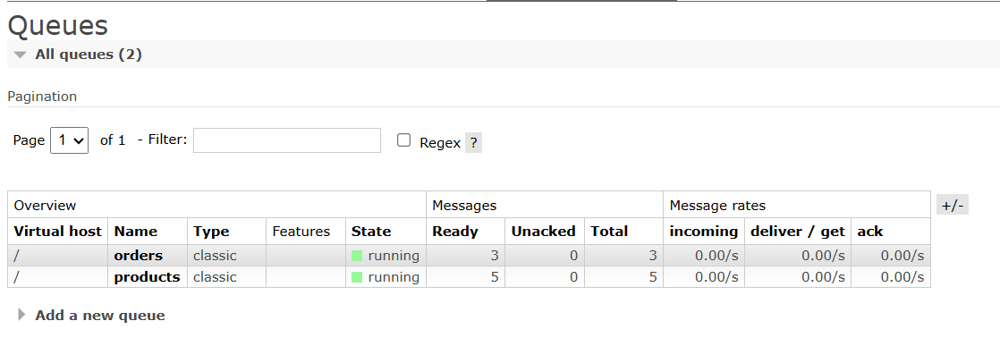 Queues
All queues (2)
Pagination
Page 1 of 1 - Filter: Regex ?
Overview Messages Message rates +/-
Virtual host Name Type Features State Ready Unacked Total incoming deliver / get ack
/ orders classic running 3 0 3 0.00/s 0.00/s 0.00/s
/ products classic running 5 0 5 0.00/s 0.00/s 0.00/s
Add a new queue